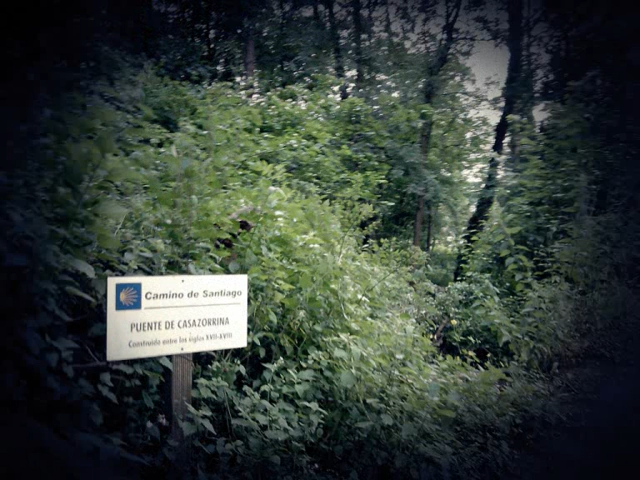 Camino de Santiago
PUENTE DE CASAZORRINA
Construido entre los siglos XVII-XVIII